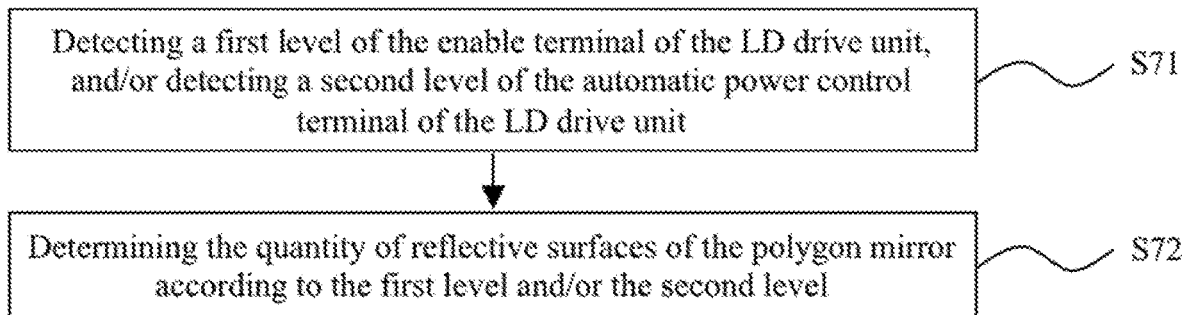 Detecting a first level of the enable terminal of the LD drive unit,
and/or detecting a second level of the automatic power control
terminal of the LD drive unit
S71
Determining the quantity of reflective surfaces of the polygon mirror
according to the first level and/or the second level
S72